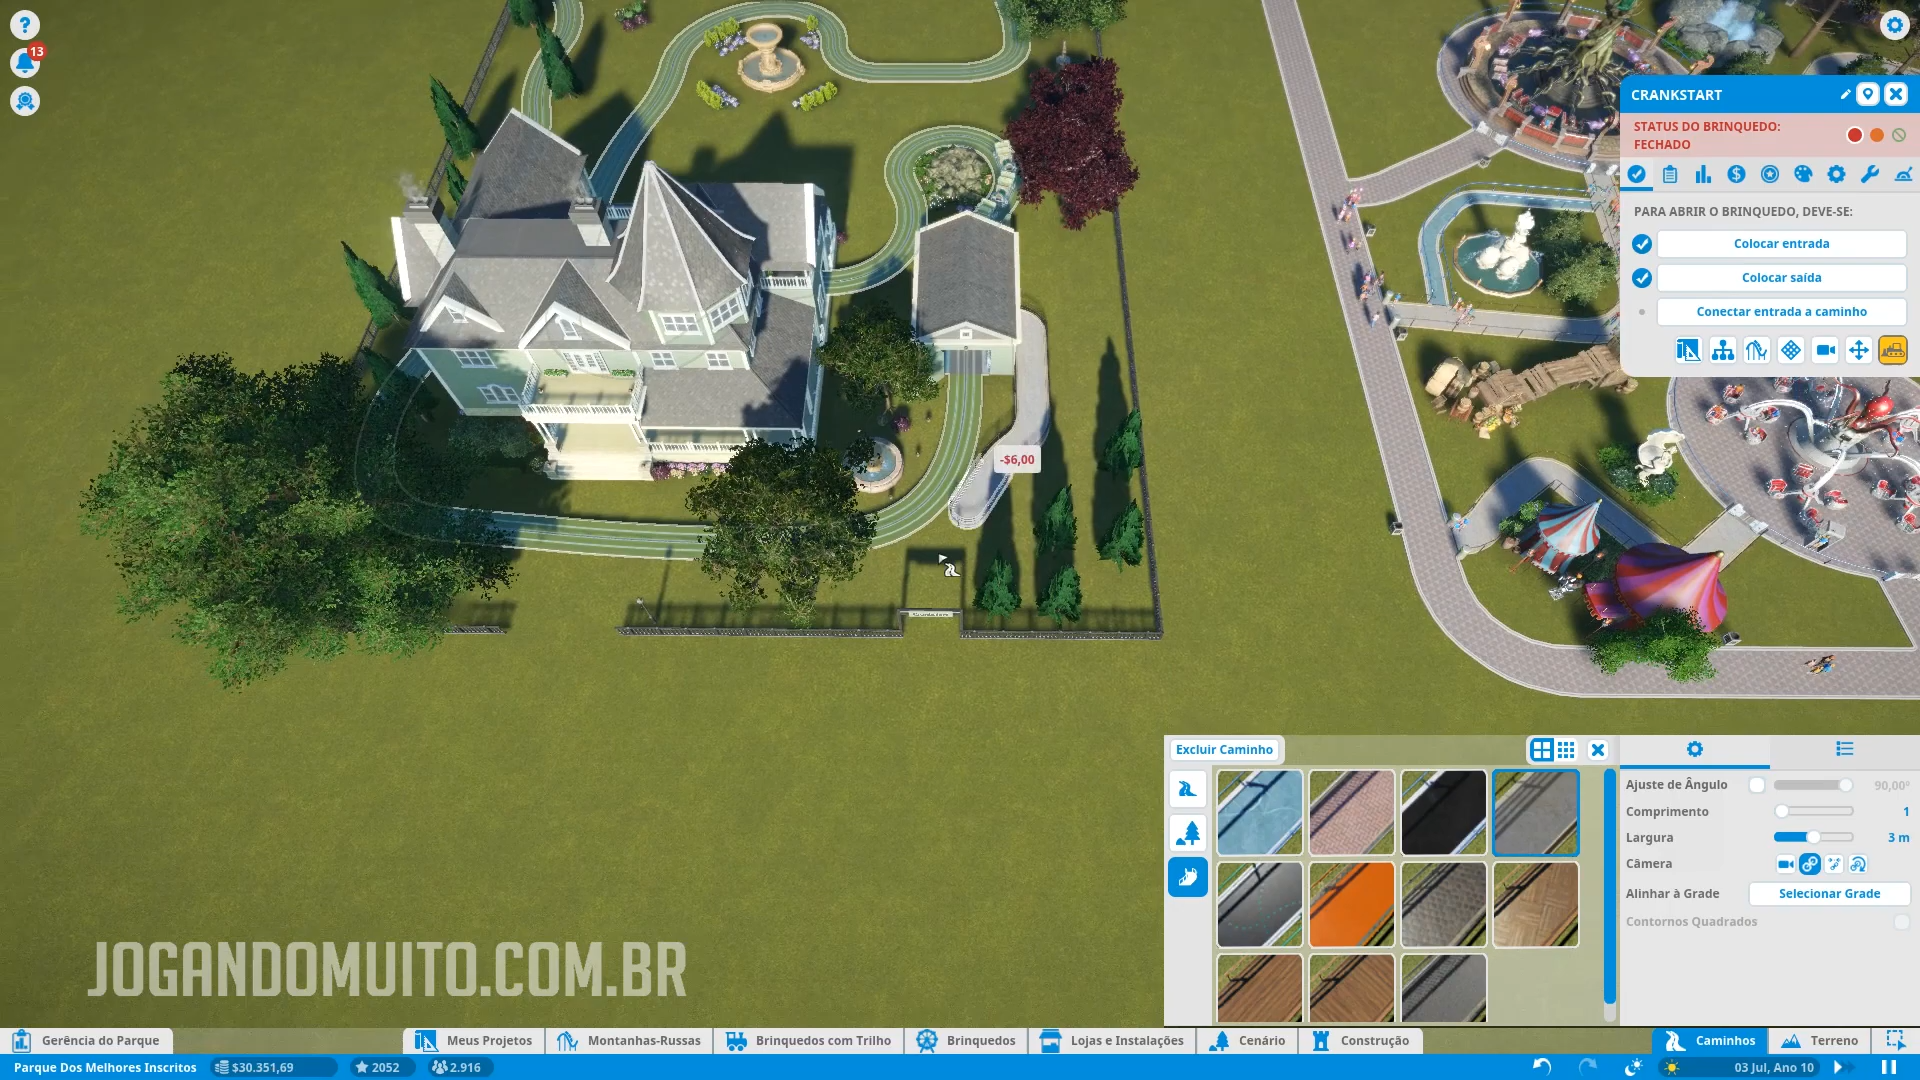 13
CRANKSTART
STATUS DO BRINQUEDO:
FECHADO
PARA ABRIR O BRINQUEDO, DEVE-SE:
Colocar entrada
Colocar saída
Conectar entrada a caminho
-$6,00
Excluir Caminho
Ajuste de Ângulo 90,00°
Comprimento 1
Largura 3 m
Câmera
Alinhar à Grade Selecionar Grade
Contornos Quadrados
JOGANDOMUITO.COM.BR
Gerência do Parque Meus Projetos Montanhas-Russas Brinquedos com Trilho Brinquedos Lojas e Instalações Cenário Construção Caminhos Terreno
Parque Dos Melhores Inscritos $30.351,69 2052 2.916 03 Jul, Ano 10